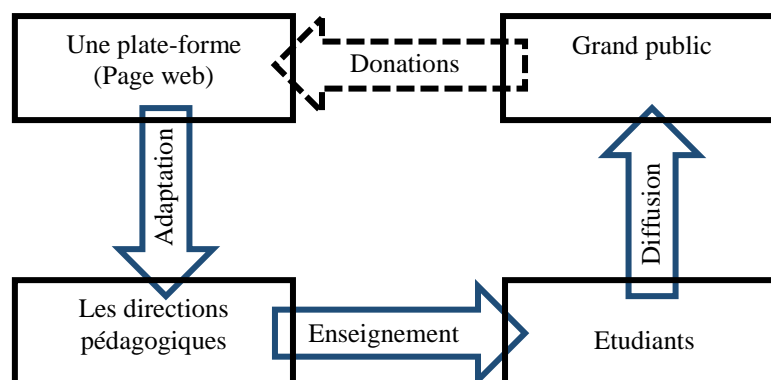 Une plate-forme
(Page web)
Donations
Grand public
Adaptation
Diffusion
Les directions
pédagogiques
Enseignement
Etudiants